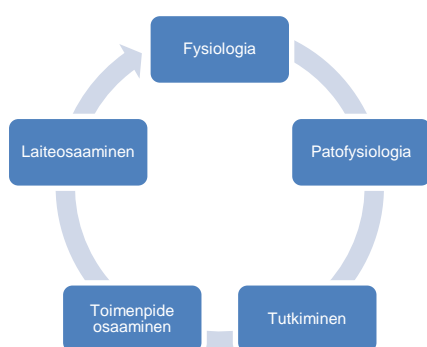 Fysiologia
Patofysiologia
Tutkiminen
Toimenpide
osaaminen
Laiteosaaminen